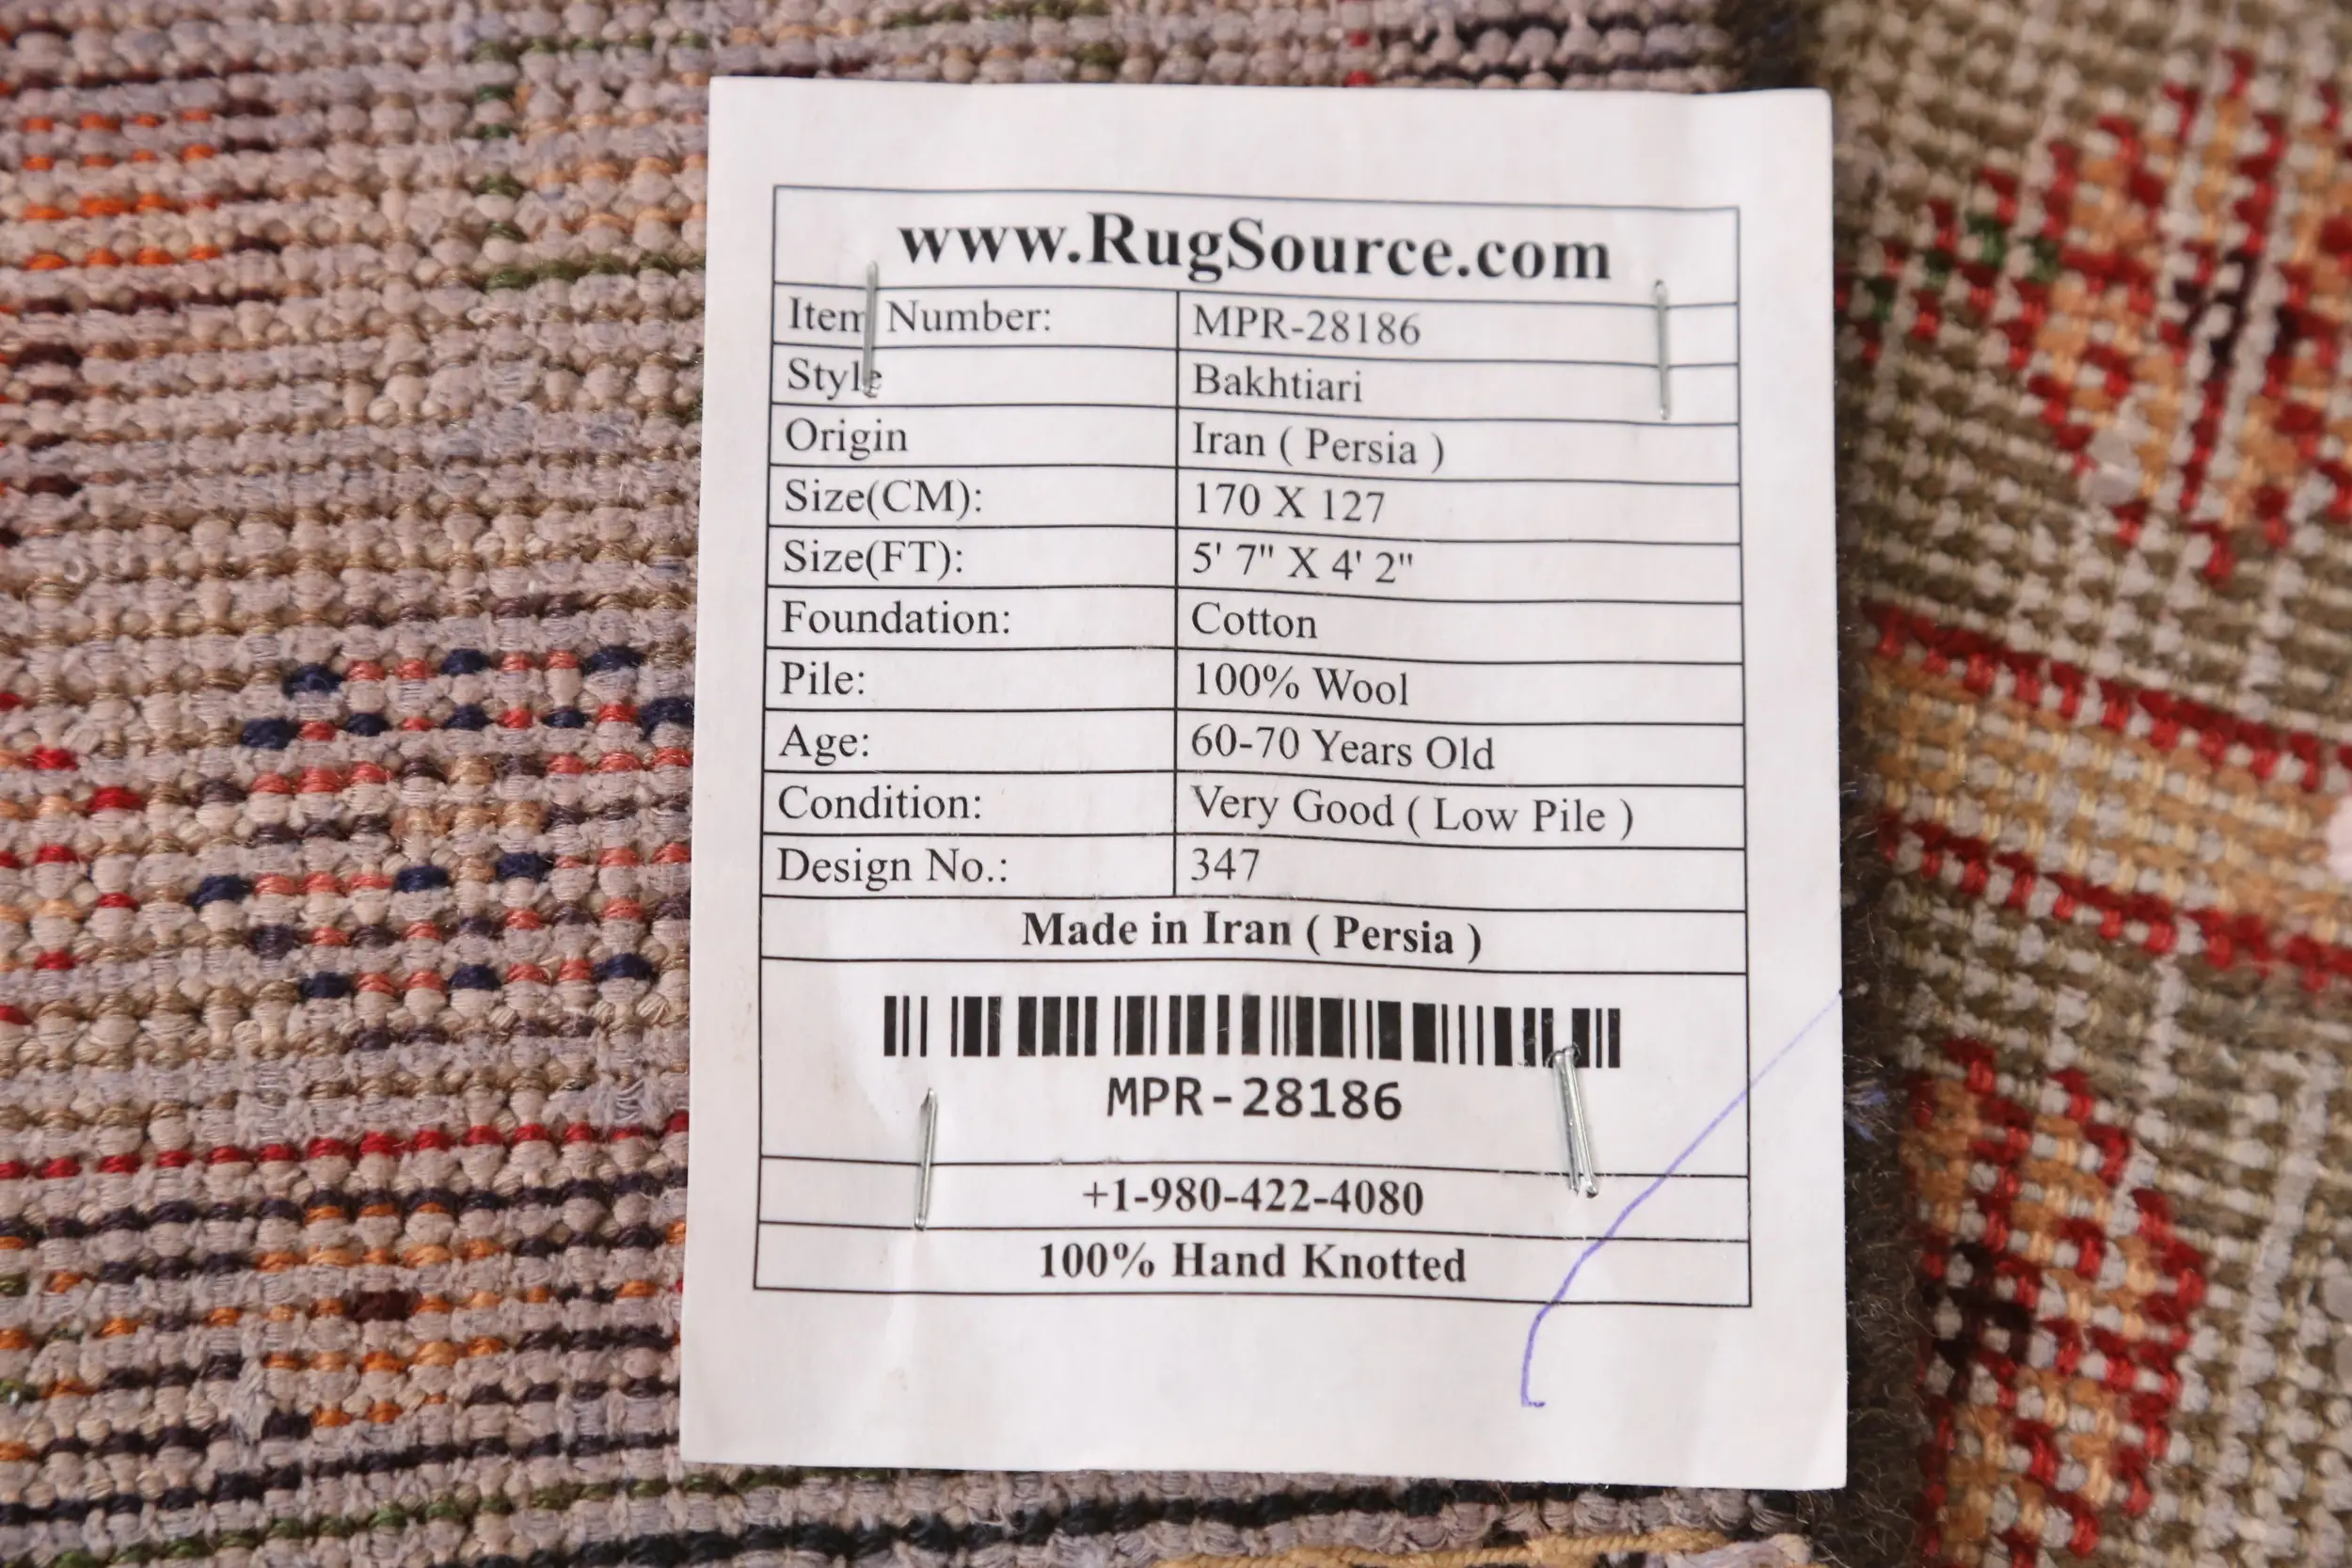 www.RugSource.com
Item Number: MPR-28186
Style Bakhtiari
Origin Iran ( Persia )
Size(CM): 170 X 127
Size(FT): 5' 7" X 4' 2"
Foundation: Cotton
Pile: 100% Wool
Age: 60-70 Years Old
Condition: Very Good ( Low Pile )
Design No.: 347
Made in Iran ( Persia )
MPR-28186
+1-980-422-4080
100% Hand Knotted